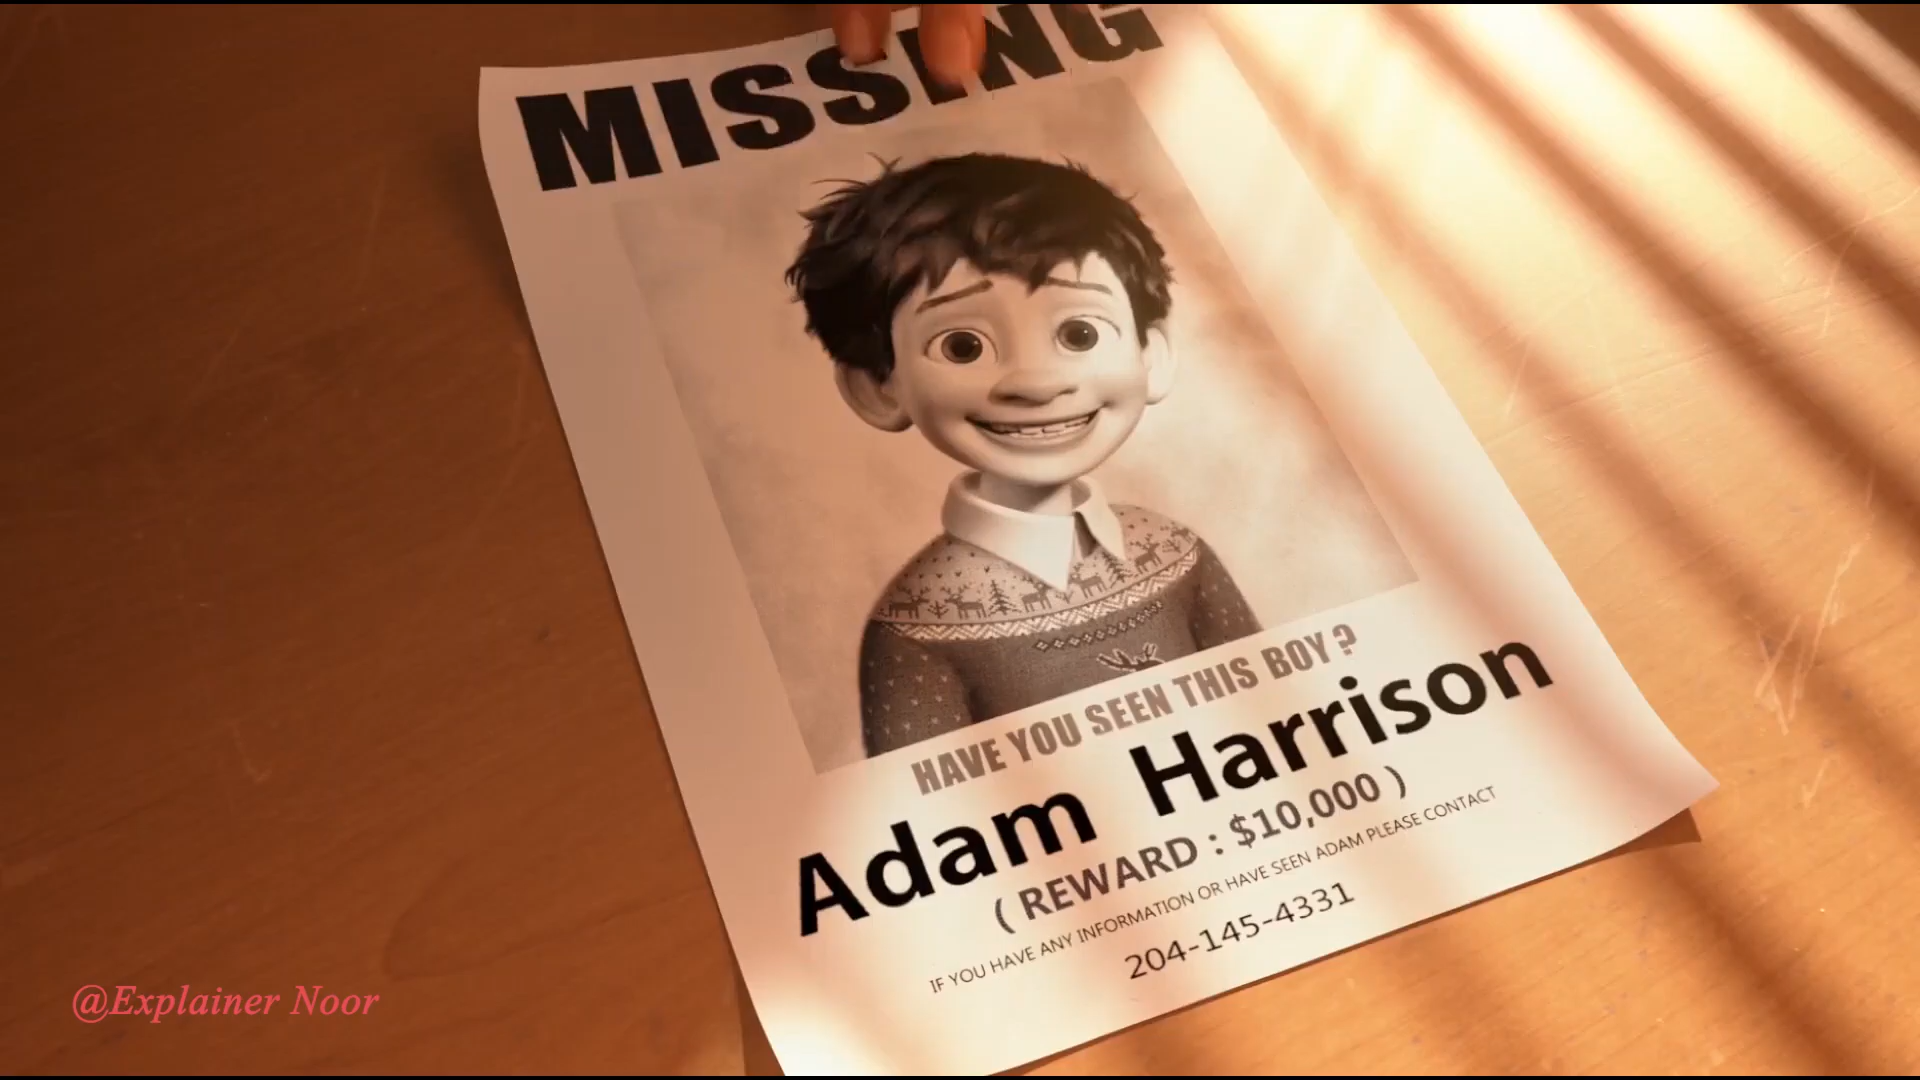 MISSING
HAVE YOU SEEN THIS BOY ?
Adam Harrison
( REWARD : $10,000 )
IF YOU HAVE ANY INFORMATION OR HAVE SEEN ADAM PLEASE CONTACT
204-145-4331
@Explainer Noor